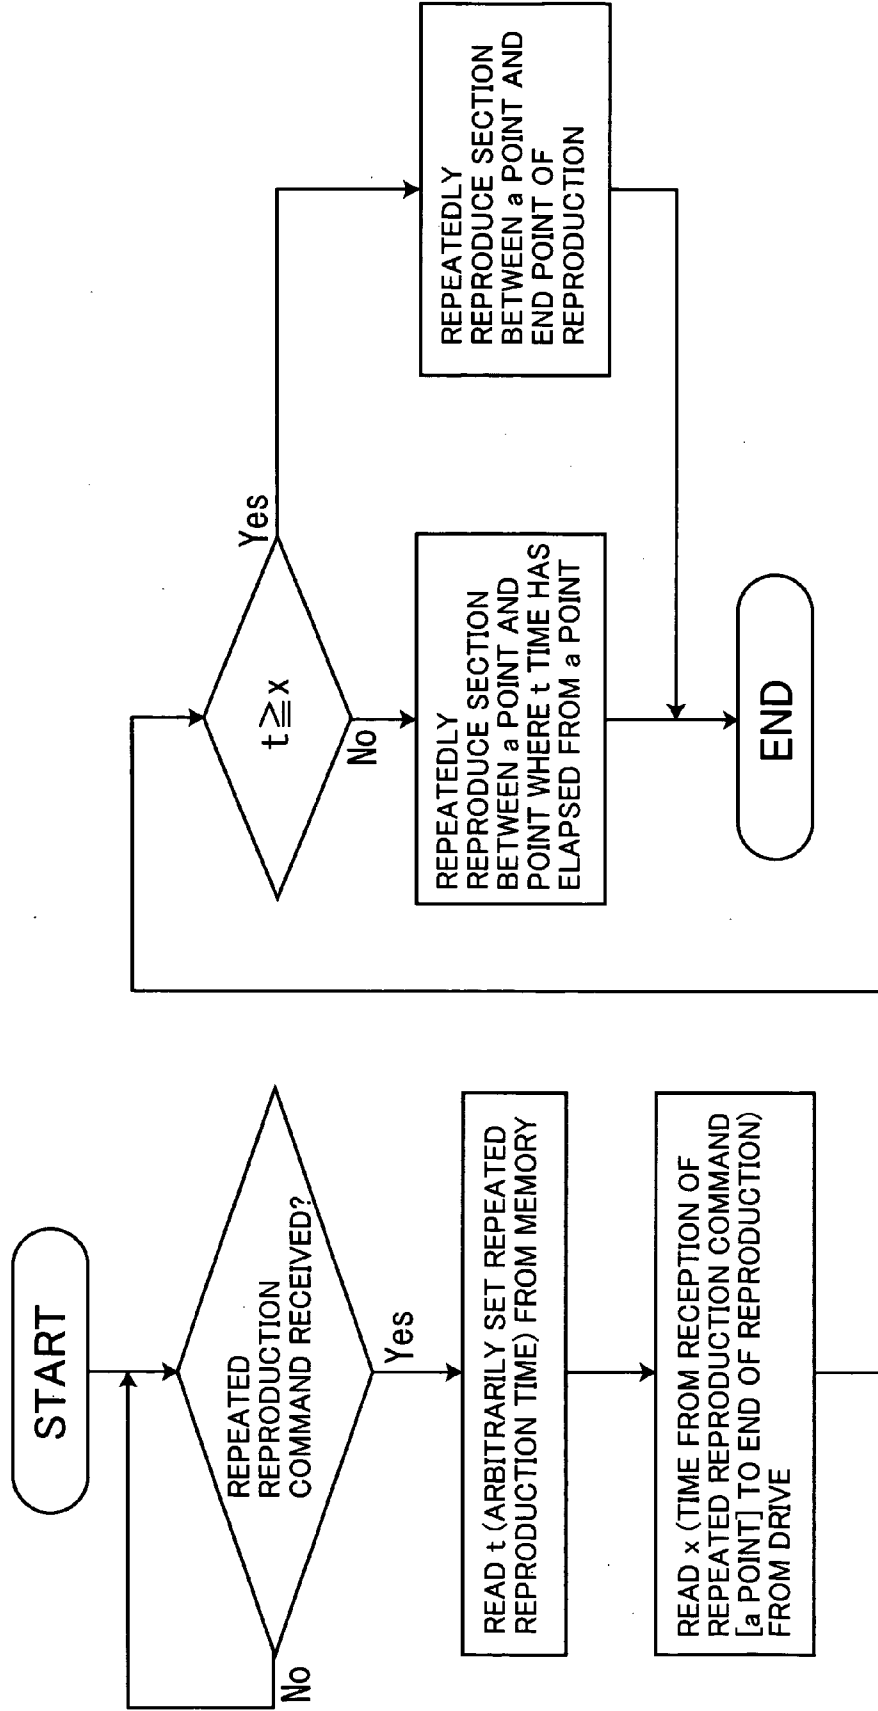 START
REPEATED
REPRODUCTION
COMMAND RECEIVED?
No
Yes
READ t (ARBITRARILY SET REPEATED
REPRODUCTION TIME) FROM MEMORY
READ x (TIME FROM RECEPTION OF
REPEATED REPRODUCTION COMMAND
[a POINT] TO END OF REPRODUCTION)
FROM DRIVE
t≧x
Yes
No
REPEATEDLY
REPRODUCE SECTION
BETWEEN a POINT AND
POINT WHERE t TIME HAS
ELAPSED FROM a POINT
REPEATEDLY
REPRODUCE SECTION
BETWEEN a POINT AND
END POINT OF
REPRODUCTION
END